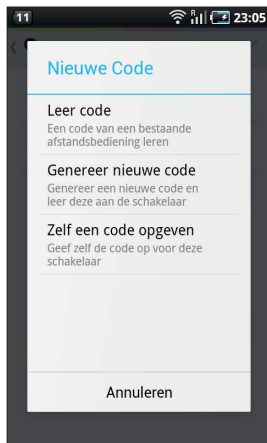 11 R 23:05
Nieuwe Code
Leer code
Een code van een bestaande
afstandsbediening leren
Genereer nieuwe code
Genereer een nieuwe code en
leer deze aan de schakelaar
Zelf een code opgeven
Geef zelf de code op voor deze
schakelaar
Annuleren